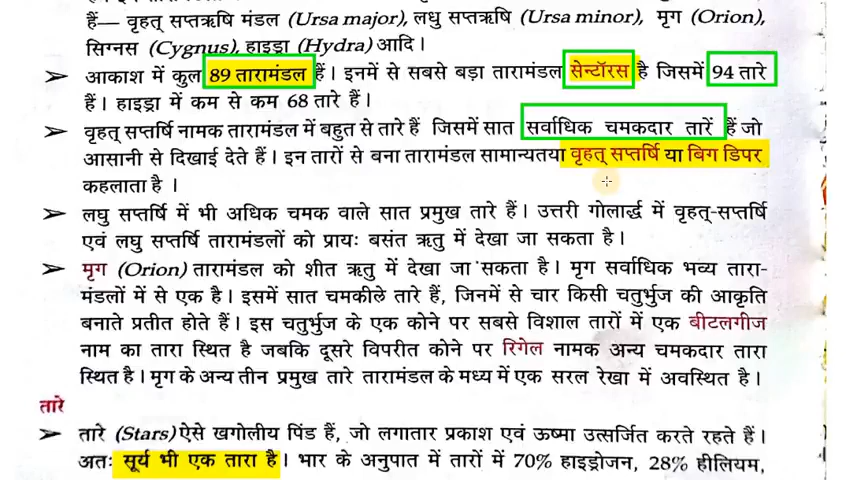 हैं— वृहत् सप्तऋषि मंडल (Ursa major), लघु सप्तऋषि (Ursa minor), मृग (Orion),
सिग्नस (Cygnus), हाइड्रा (Hydra) आदि।
➢ आकाश में कुल 89 तारामंडल हैं। इनमें से सबसे बड़ा तारामंडल सेन्टॉरस है जिसमें 94 तारे
हैं। हाइड्रा में कम से कम 68 तारे हैं।
➢ वृहत् सप्तर्षि नामक तारामंडल में बहुत से तारे हैं जिसमें सात सर्वाधिक चमकदार तारें हैं जो
आसानी से दिखाई देते हैं। इन तारों से बना तारामंडल सामान्यतया वृहत् सप्तर्षि या बिग डिपर
कहलाता है ।
➢ लघु सप्तर्षि में भी अधिक चमक वाले सात प्रमुख तारे हैं। उत्तरी गोलार्द्ध में वृहत्-सप्तर्षि
एवं लघु सप्तर्षि तारामंडलों को प्रायः बसंत ऋतु में देखा जा सकता है।
➢ मृग (Orion) तारामंडल को शीत ऋतु में देखा जा सकता है। मृग सर्वाधिक भव्य तारा-
मंडलों में से एक है। इसमें सात चमकीले तारे हैं, जिनमें से चार किसी चतुर्भुज की आकृति
बनाते प्रतीत होते हैं। इस चतुर्भुज के एक कोने पर सबसे विशाल तारों में एक बीटलगीज
नाम का तारा स्थित है जबकि दूसरे विपरीत कोने पर रिगेल नामक अन्य चमकदार तारा
स्थित है। मृग के अन्य तीन प्रमुख तारे तारामंडल के मध्य में एक सरल रेखा में अवस्थित है।
तारे
➢ तारे (Stars) ऐसे खगोलीय पिंड हैं, जो लगातार प्रकाश एवं ऊष्मा उत्सर्जित करते रहते हैं।
अतः सूर्य भी एक तारा है। भार के अनुपात में तारों में 70% हाइड्रोजन, 28% हीलियम,